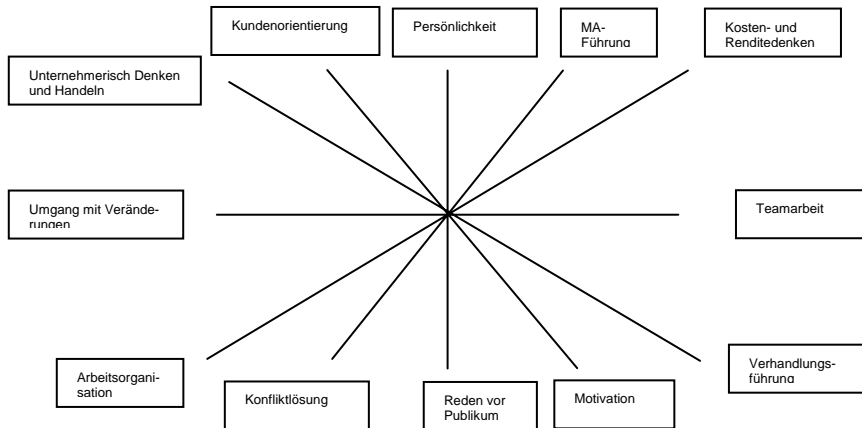 Kundenorientierung
Persönlichkeit
MA-
Führung
Kosten- und
Renditedenken
Unternehmerisch Denken
und Handeln
Umgang mit Verände-
rungen
Teamarbeit
Arbeitsorgani-
sation
Konfliktlösung
Reden vor
Publikum
Motivation
Verhandlungs-
führung